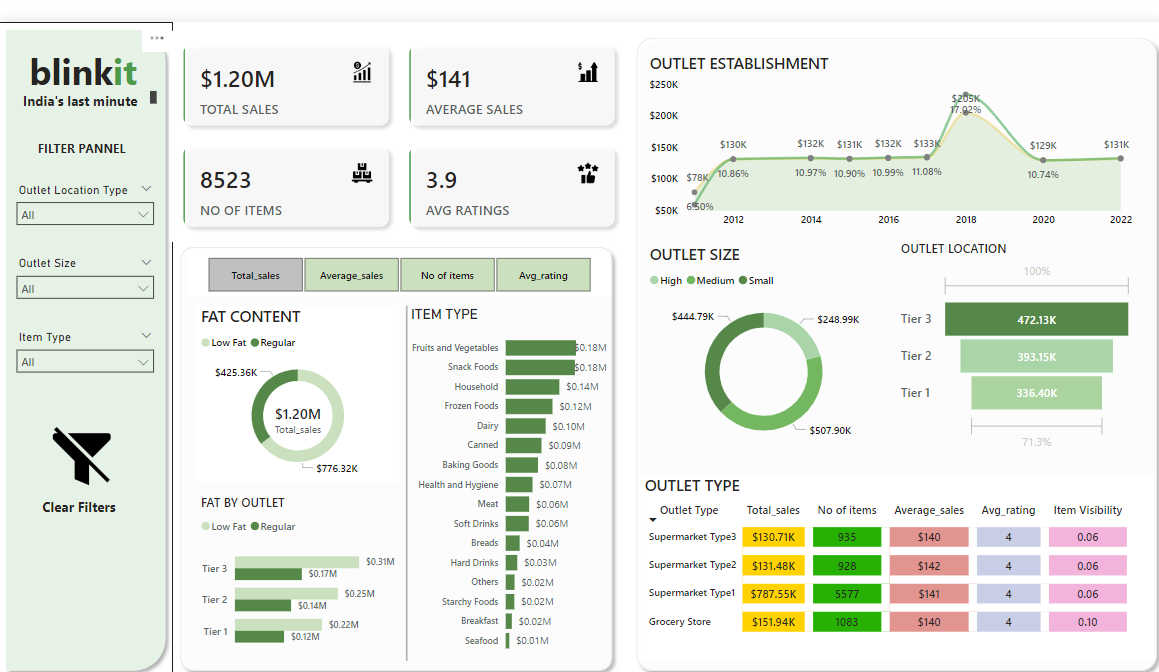 blinkit
India's last minute
FILTER PANNEL
Outlet Location Type
All
Outlet Size
All
Item Type
All
Clear Filters
$1.20M
TOTAL SALES
$141
AVERAGE SALES
8523
NO OF ITEMS
3.9
AVG RATINGS
Total_sales Average_sales No of items Avg_rating
FAT CONTENT
Low Fat Regular
$425.36K
$1.20M
Total_sales
$776.32K
FAT BY OUTLET
Low Fat Regular
Tier 3 $0.31M
$0.17M
Tier 2 $0.25M
$0.14M
Tier 1 $0.22M
$0.12M
ITEM TYPE
Fruits and Vegetables $0.18M
Snack Foods $0.18M
Household $0.14M
Frozen Foods $0.12M
Dairy $0.10M
Canned $0.09M
Baking Goods $0.08M
Health and Hygiene $0.07M
Meat $0.06M
Soft Drinks $0.06M
Breads $0.04M
Hard Drinks $0.03M
Others $0.02M
Starchy Foods $0.02M
Breakfast $0.02M
Seafood $0.01M
OUTLET ESTABLISHMENT
$250K
$200K
$150K
$100K
$50K
$78K $130K $132K $131K $132K $133K $205K $129K $131K
6.50% 10.86% 10.97% 10.90% 10.99% 11.08% 17.02% 10.74%
2012 2014 2016 2018 2020 2022
OUTLET SIZE
High Medium Small
$444.79K
$248.99K
$507.90K
OUTLET LOCATION
100%
Tier 3 472.13K
Tier 2 393.15K
Tier 1 336.40K
71.3%
OUTLET TYPE
Outlet Type Total_sales No of items Average_sales Avg_rating Item Visibility
Supermarket Type3 $130.71K 935 $140 4 0.06
Supermarket Type2 $131.48K 928 $142 4 0.06
Supermarket Type1 $787.55K 5577 $141 4 0.06
Grocery Store $151.94K 1083 $140 4 0.10